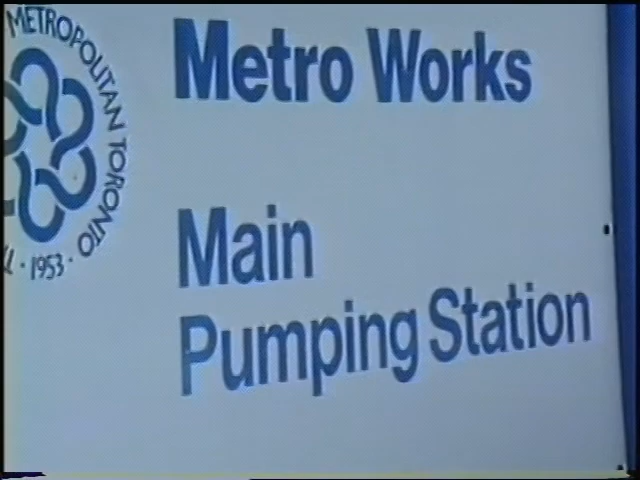 METROPOLITAN TORONTO
· 1953 ·
Metro Works
Main
Pumping Station